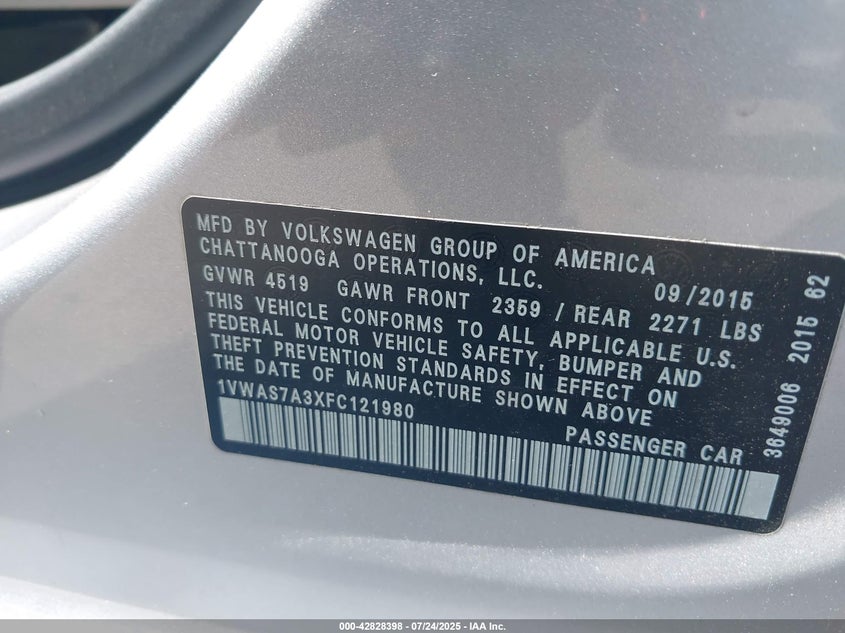 MFD BY VOLKSWAGEN GROUP OF AMERICA
CHATTANOOGA OPERATIONS, LLC.
GVWR 4519 GAWR FRONT 2359 / REAR 2271 LBS
09/2015
THIS VEHICLE CONFORMS TO ALL APPLICABLE U.S.
FEDERAL MOTOR VEHICLE SAFETY, BUMPER AND
THEFT PREVENTION STANDARDS IN EFFECT ON
THE DATE OF MANUFACTURE SHOWN ABOVE
1VWAS7A3XFC121980
PASSENGER CAR
3649006 2015 62
000-42828398 - 07/24/2025 - IAA Inc.